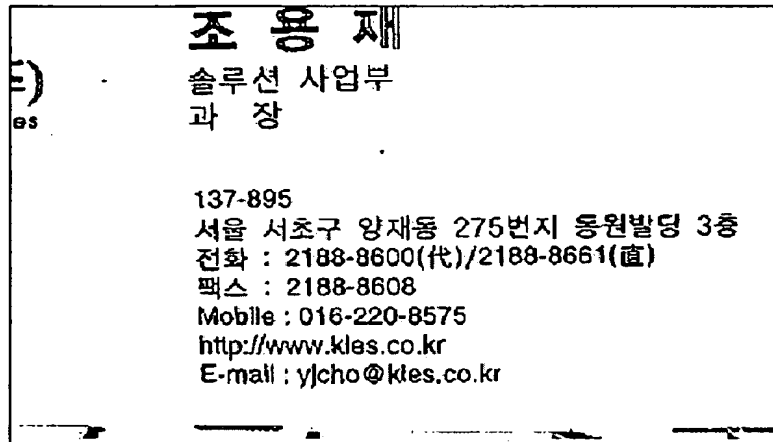 조 용 재
솔루션 사업부
과 장
es
137-895
서울 서초구 양재동 275번지 동원빌딩 3층
전화 : 2188-8600(代)/2188-8661(直)
팩스 : 2188-8608
Mobile : 016-220-8575
http://www.kles.co.kr
E-mail : yjcho@kles.co.kr